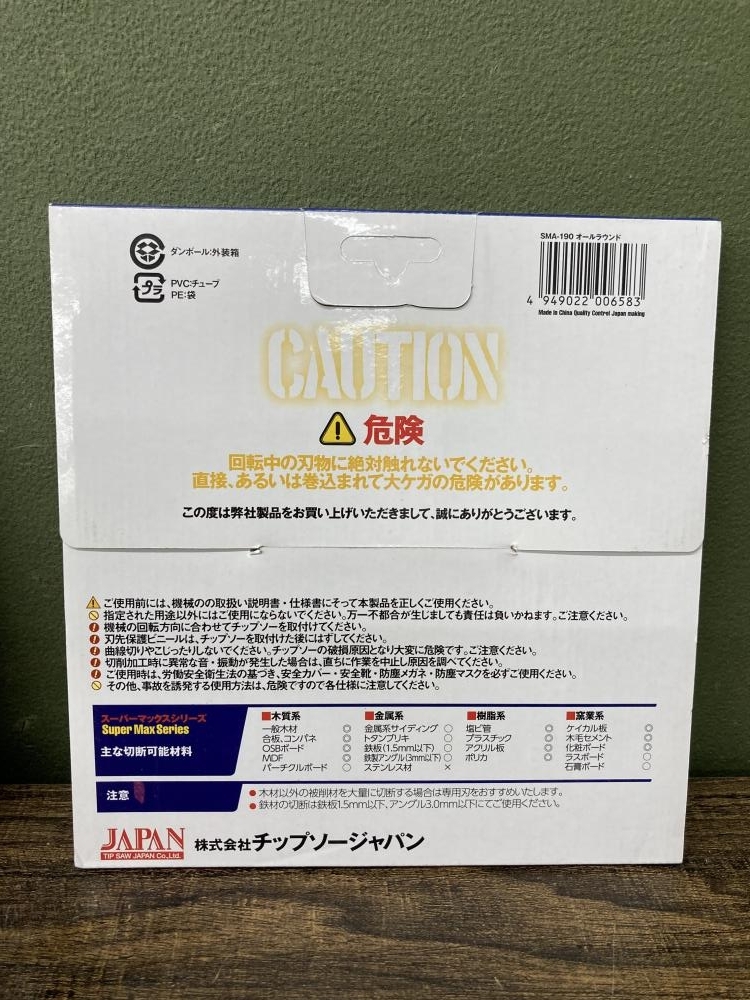 ダンボール:外装箱
プラ
PVC:チューブ
PE:袋
SMA-190 オールラウンド
4 949022 006583
Made in China Quality Control Japan making
CAUTION
危険
回転中の刃物に絶対触れないでください。
直接、あるいは巻込まれて大ケガの危険があります。
この度は弊社製品をお買い上げいただきまして、誠にありがとうございます。
ご使用前には、機械のの取扱い説明書・仕様書にそって本製品を正しくご使用ください。
指定された用途以外にはご使用にならないでください。万一不都合が生じましても責任は負いかねます。ご注意ください。
機械の回転方向に合わせてチップソーを取付けてください。
刃先保護ビニールは、チップソーを取付けた後にはずしてください。
曲線切りやこじったりしないでください。チップソーの破損原因となり大変に危険です。ご注意ください。
切削加工時に異常な音・振動が発生した場合は、直ちに作業を中止し原因を調べてください。
ご使用時は、労働安全衛生法の基づき、安全カバー・安全靴・防塵メガネ・防塵マスクを必ずご使用ください。
その他、事故を誘発する使用方法は、危険ですので各仕様に注意してください。
スーパーマックスシリーズ
Super Max Series
主な切断可能材料
■木質系
一般木材 ◎
合板、コンパネ ◎
OSBボード ◎
MDF ◎
パーチクルボード ○
■金属系
金属系サイディング ○
トタンブリキ ○
鉄板(1.5mm以下) ○
鉄製アングル(3mm以下) ○
ステンレス材 ×
■樹脂系
塩ビ管 ◎
プラスチック ◎
アクリル板 ◎
ポリカ ◎
■窯業系
ケイカル板 ◎
木毛セメント ◎
化粧ボード ◎
ラスボード ○
石膏ボード ○
注意
●木材以外の被削材を大量に切断する場合は専用刃をおすすめいたします。
●鉄材の切断は鉄板1.5mm以下、アングル3.0mm以下にてご使用ください。
JAPAN
TIP SAW JAPAN Co.,Ltd.
株式会社チップソージャパン